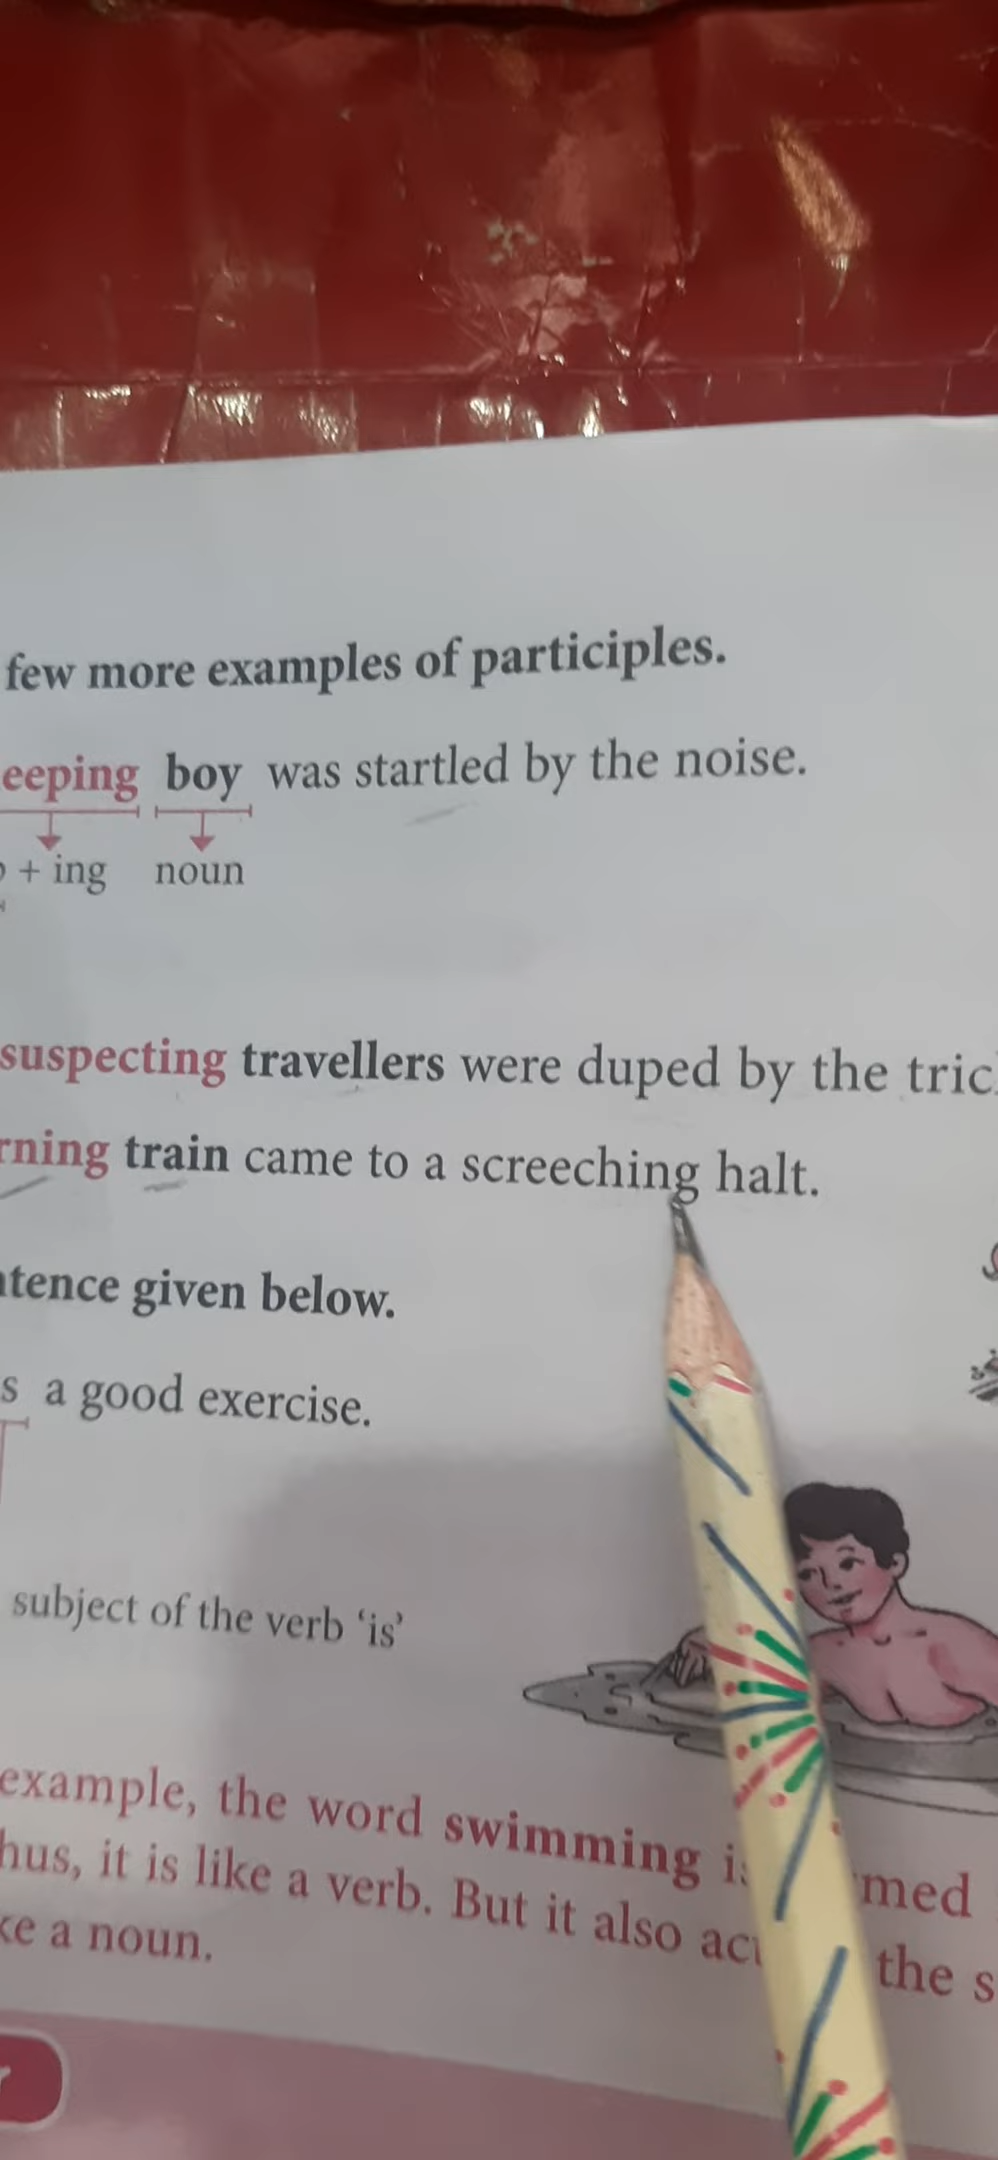 few more examples of participles.
eeping boy was startled by the noise.
+ ing noun
suspecting travellers were duped by the tric
rning train came to a screeching halt.
tence given below.
s a good exercise.
subject of the verb ‘is’
example, the word swimming is med
hus, it is like a verb. But it also ac the s
ke a noun.